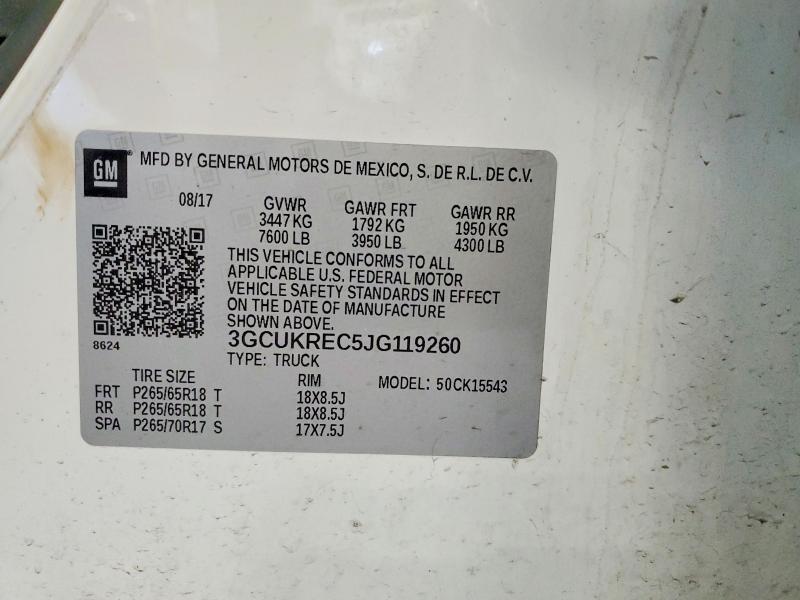 GM® MFD BY GENERAL MOTORS DE MEXICO, S. DE R.L. DE C.V.
08/17 GVWR GAWR FRT GAWR RR
3447 KG 1792 KG 1950 KG
7600 LB 3950 LB 4300 LB
THIS VEHICLE CONFORMS TO ALL
APPLICABLE U.S. FEDERAL MOTOR
VEHICLE SAFETY STANDARDS IN EFFECT
ON THE DATE OF MANUFACTURE
SHOWN ABOVE.
8624
3GCUKREC5JG119260
TYPE: TRUCK
TIRE SIZE RIM MODEL: 50CK15543
FRT P265/65R18 T 18X8.5J
RR P265/65R18 T 18X8.5J
SPA P265/70R17 S 17X7.5J